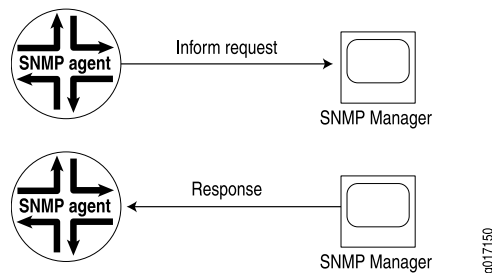 SNMP agent
Inform request
SNMP Manager
SNMP agent
Response
SNMP Manager
g017150